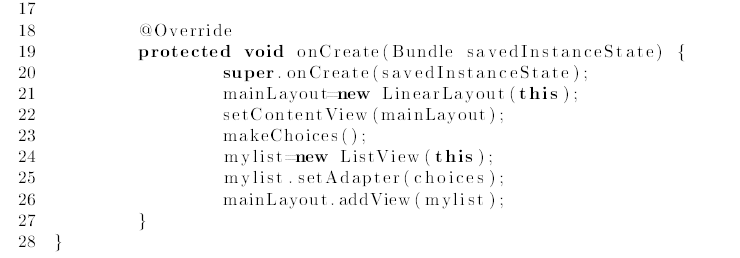 17
18 @Override
19 protected void onCreate(Bundle savedInstanceState) {
20 super.onCreate(savedInstanceState);
21 mainLayout=new LinearLayout(this);
22 setContentView(mainLayout);
23 makeChoices();
24 mylist=new ListView(this);
25 mylist.setAdapter(choices);
26 mainLayout.addView(mylist);
27 }
28 }